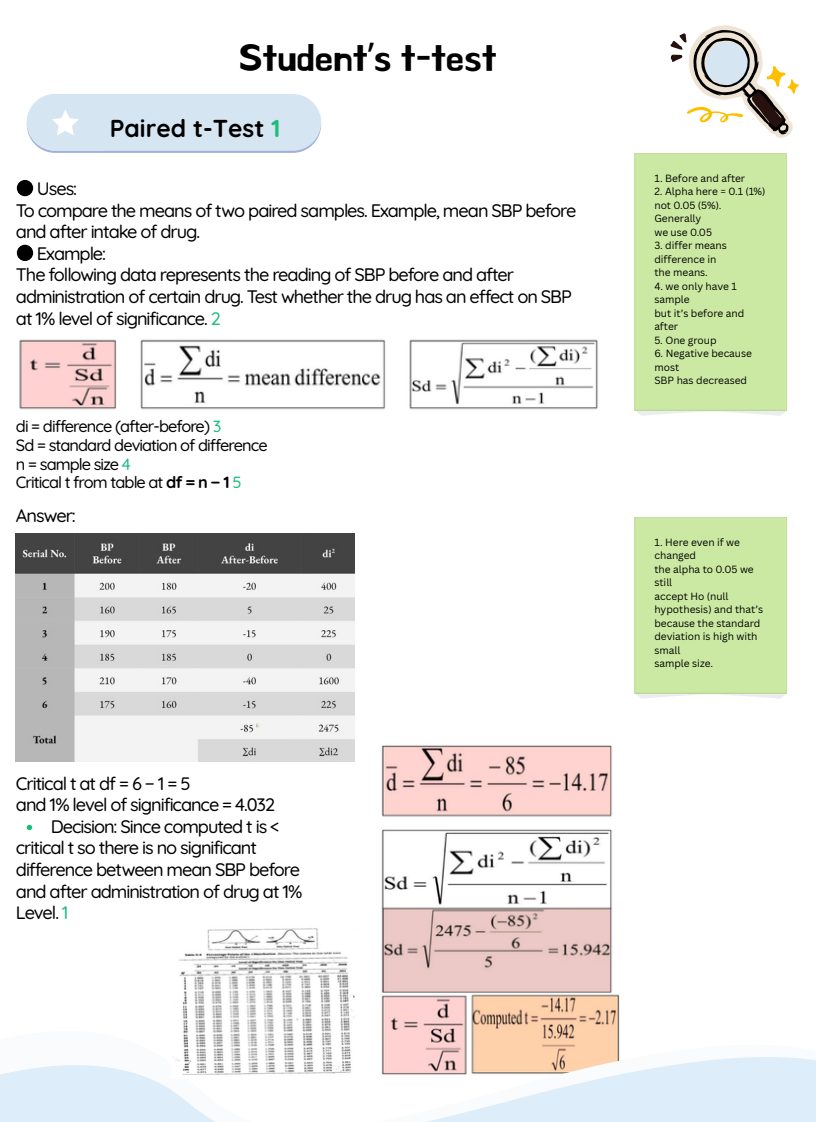 Student's t-test
Paired t-Test 1
● Uses:
To compare the means of two paired samples. Example, mean SBP before
and after intake of drug.
● Example:
The following data represents the reading of SBP before and after
administration of certain drug. Test whether the drug has an effect on SBP
at 1% level of significance. 2
t = d̄ / (Sd / √n)
d̄ = ∑ di / n = mean difference
Sd = √((∑ di² − (∑ di)² / n) / (n − 1))
di = difference (after-before) 3
Sd = standard deviation of difference
n = sample size 4
Critical t from table at df = n – 1 5
Answer:
Serial No. BP Before BP After di After-Before di²
1 200 180 -20 400
2 160 165 5 25
3 190 175 -15 225
4 185 185 0 0
5 210 170 -40 1600
6 175 160 -15 225
Total -85 ⁶ 2475
∑di ∑di2
Critical t at df = 6 – 1 = 5
and 1% level of significance = 4.032
• Decision: Since computed t is <
critical t so there is no significant
difference between mean SBP before
and after administration of drug at 1%
Level. 1
d̄ = ∑ di / n = −85 / 6 = −14.17
Sd = √((∑ di² − (∑ di)² / n) / (n − 1))
Sd = √((2475 − (−85)² / 6) / 5) = 15.942
t = d̄ / (Sd / √n)
Computed t = −14.17 / (15.942 / √6) = −2.17
1. Before and after
2. Alpha here = 0.1 (1%)
not 0.05 (5%).
Generally
we use 0.05
3. differ means
difference in
the means.
4. we only have 1
sample
but it's before and
after
5. One group
6. Negative because
most
SBP has decreased
1. Here even if we
changed
the alpha to 0.05 we
still
accept Ho (null
hypothesis) and that's
because the standard
deviation is high with
small
sample size.